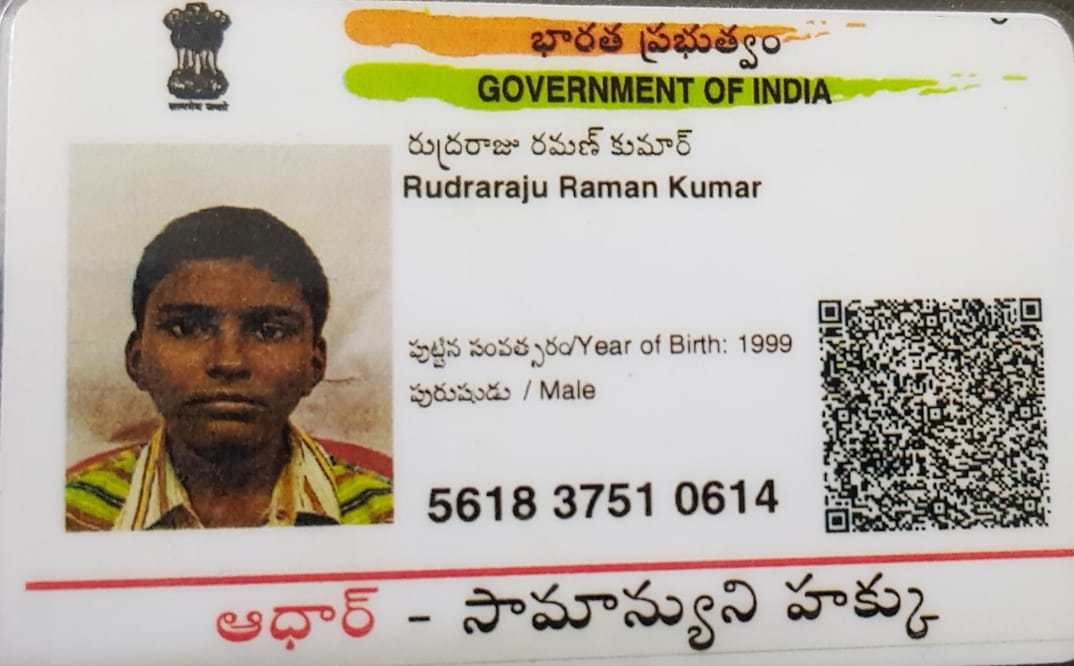 सत्यमेव जयते
భారత ప్రభుత్వం
GOVERNMENT OF INDIA
రుద్రరాజు రమణ్ కుమార్
Rudraraju Raman Kumar
పుట్టిన సంవత్సరం/Year of Birth: 1999
పురుషుడు / Male
5618 3751 0614
ఆధార్ - సామాన్యుని హక్కు